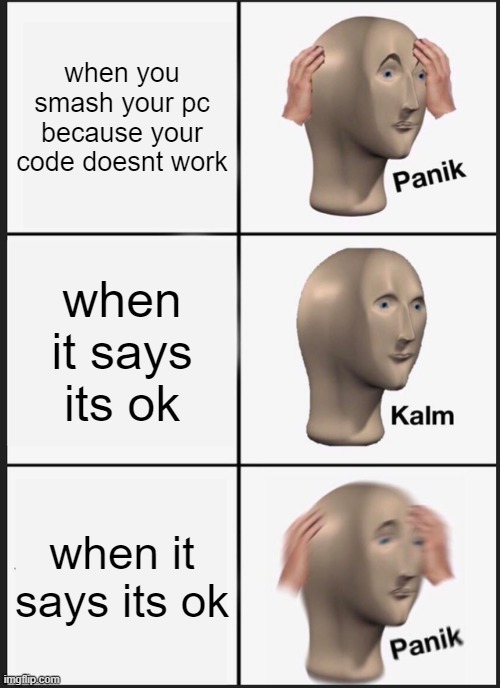 when you
smash your pc
because your
code doesnt work
Panik
when
it says
its ok
Kalm
when it
says its ok
Panik
imgflip.com